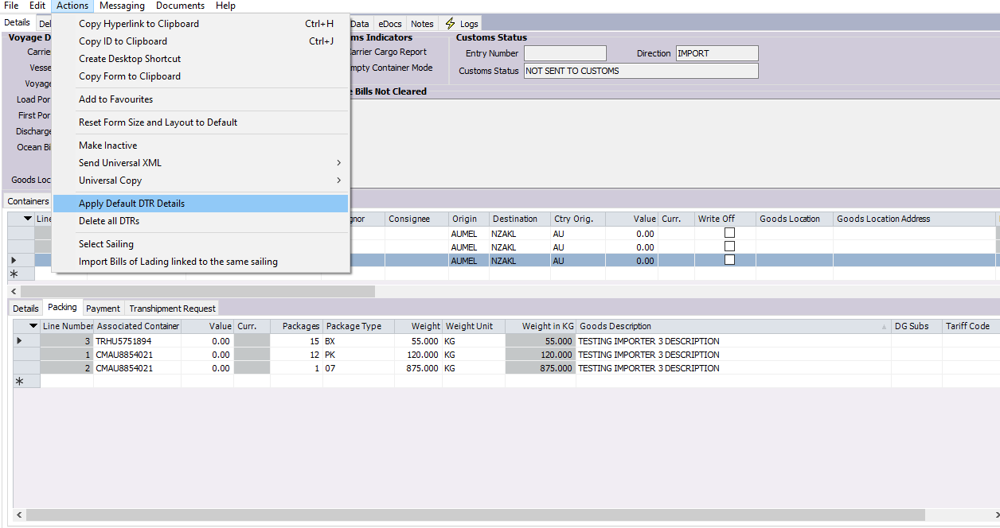 File Edit Actions Messaging Documents Help
Details Del Data eDocs Notes Logs
Copy Hyperlink to Clipboard Ctrl+H
Copy ID to Clipboard Ctrl+J
Create Desktop Shortcut
Copy Form to Clipboard
Add to Favourites
Reset Form Size and Layout to Default
Make Inactive
Send Universal XML
Universal Copy
Apply Default DTR Details
Delete all DTRs
Select Sailing
Import Bills of Lading linked to the same sailing
Voyage D
Carrie
Vesse
Voyag
Load Por
First Por
Discharge
Ocean Bi
Goods Loc
ms Indicators
arrier Cargo Report
mpty Container Mode
Customs Status
Entry Number Direction IMPORT
Customs Status NOT SENT TO CUSTOMS
e Bills Not Cleared
Containers
Line gnor Consignee Origin Destination Ctry Orig. Value Curr. Write Off Goods Location Goods Location Address
AUMEL NZAKL AU 0.00
AUMEL NZAKL AU 0.00
AUMEL NZAKL AU 0.00
Details Packing Payment Transhipment Request
Line Number Associated Container Value Curr. Packages Package Type Weight Weight Unit Weight in KG Goods Description DG Subs Tariff Code
3 TRHU5751894 0.00 15 BX 55.000 KG 55.000 TESTING IMPORTER 3 DESCRIPTION
1 CMAU8854021 0.00 12 PK 120.000 KG 120.000 TESTING IMPORTER 3 DESCRIPTION
2 CMAU8854021 0.00 1 07 875.000 KG 875.000 TESTING IMPORTER 3 DESCRIPTION